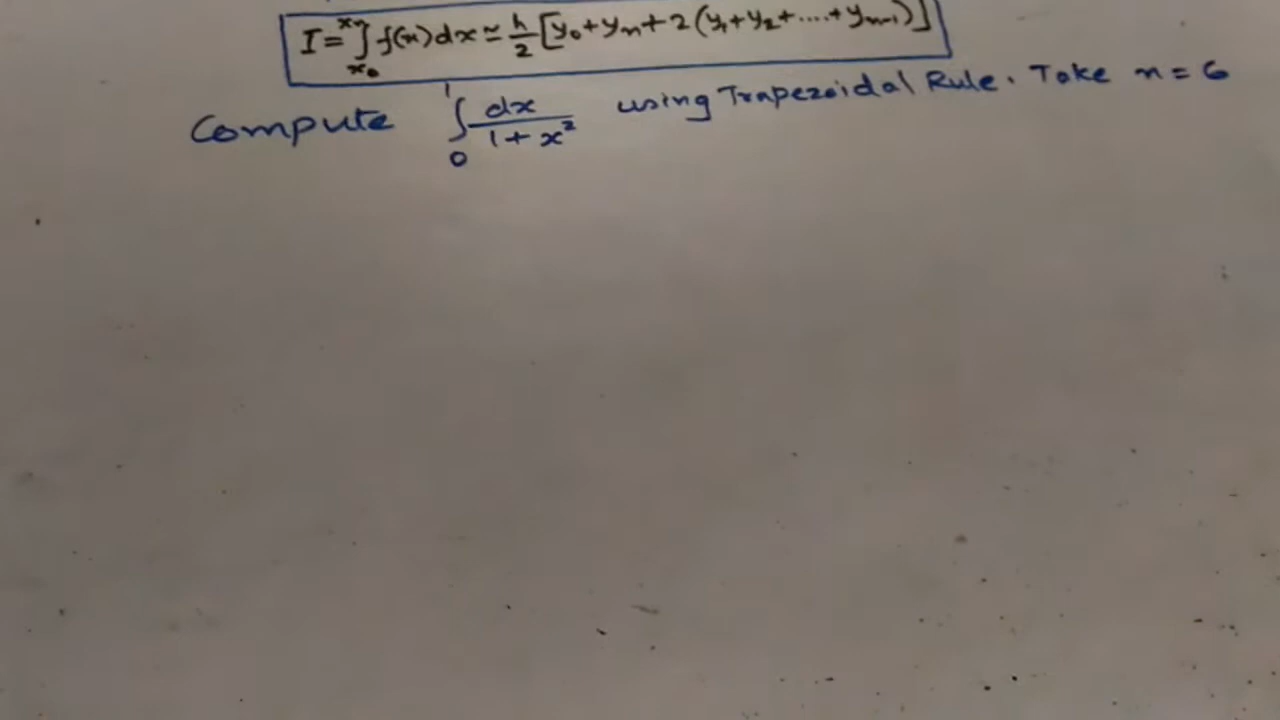 I = ∫_{x₀}^{xₙ} f(x) dx ≃ h/2 [y₀ + yₙ + 2 (y₁ + y₂ + .... + yₙ₋₁)]
Compute ∫_0^1 dx/(1 + x²) using Trapezoidal Rule. Take n = 6